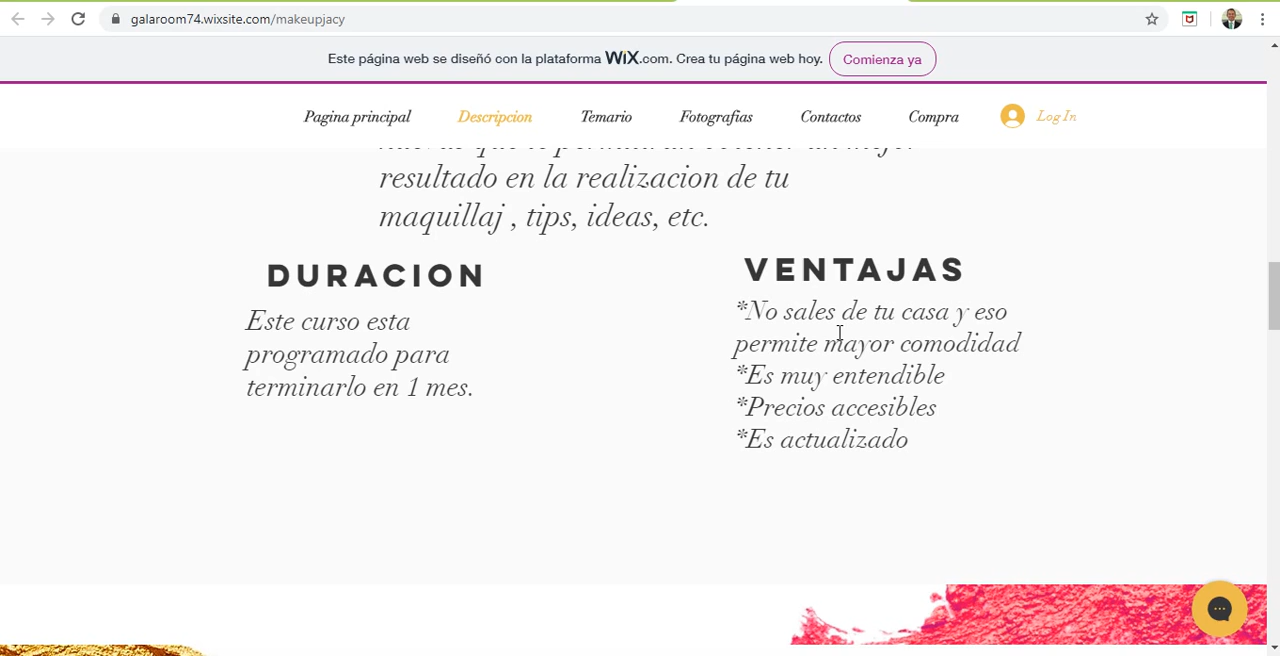 galaroom74.wixsite.com/makeupjacy
Este página web se diseñó con la plataforma WiX.com. Crea tu página web hoy. Comienza ya
Pagina principal Descripcion Temario Fotografias Contactos Compra Log In
resultado en la realizacion de tu
maquillaj , tips, ideas, etc.
DURACION
Este curso esta
programado para
terminarlo en 1 mes.
VENTAJAS
*No sales de tu casa y eso
permite mayor comodidad
*Es muy entendible
*Precios accesibles
*Es actualizado